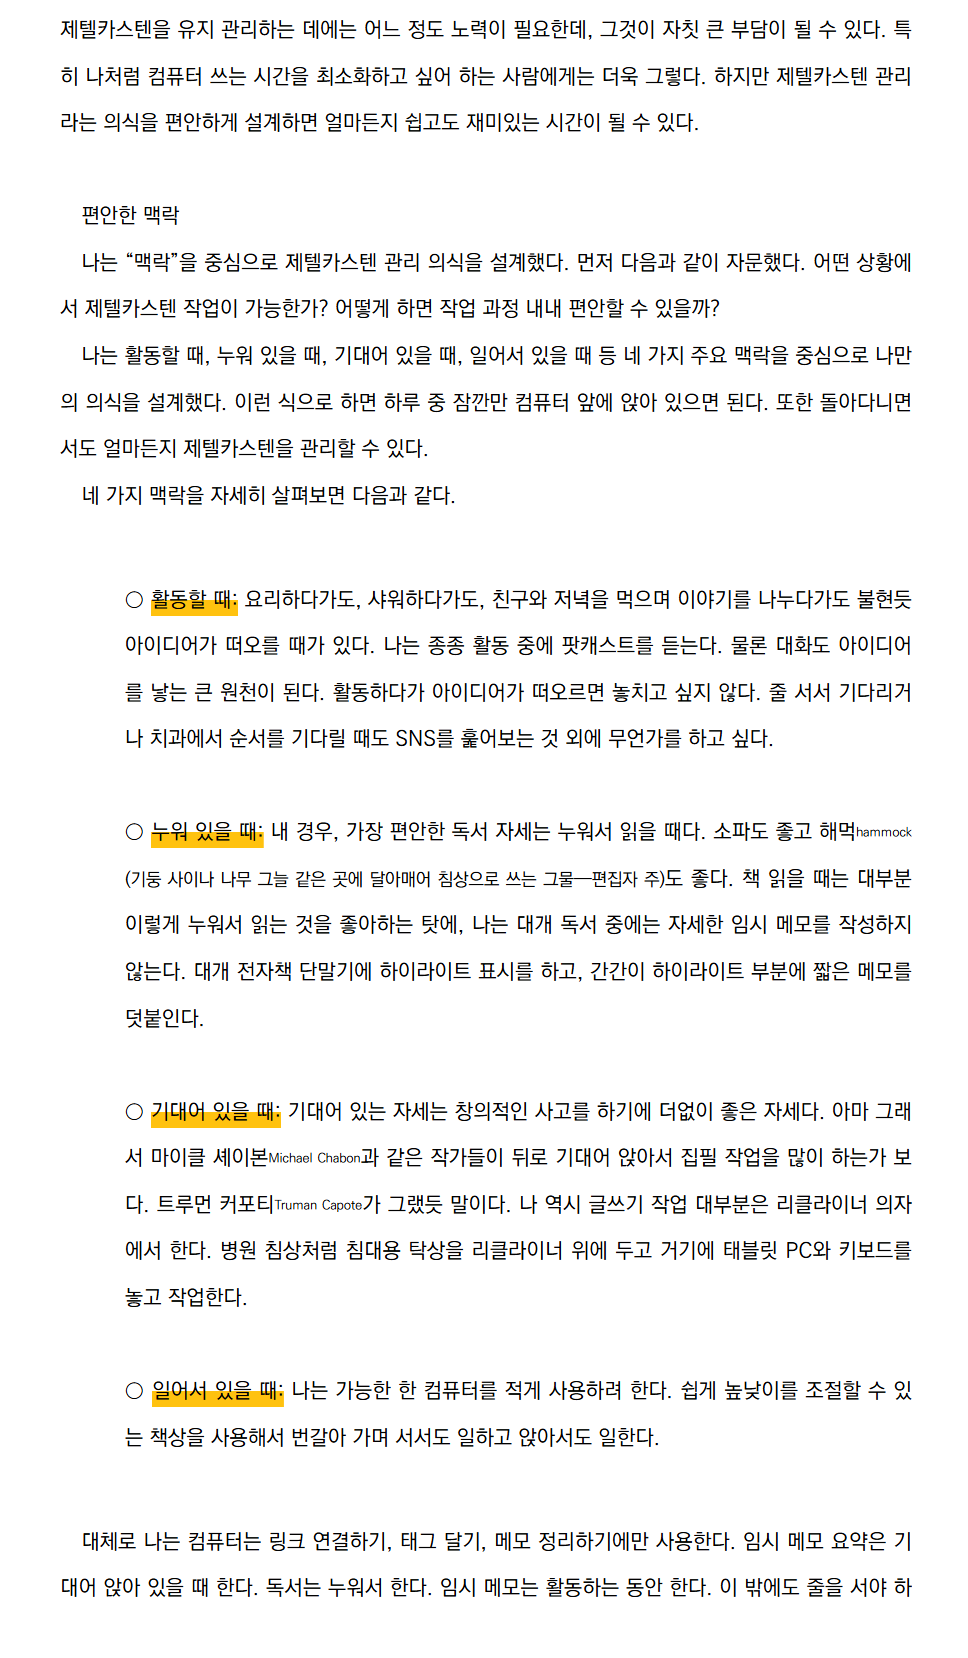 제텔카스텐을 유지 관리하는 데에는 어느 정도 노력이 필요한데, 그것이 자칫 큰 부담이 될 수 있다. 특
히 나처럼 컴퓨터 쓰는 시간을 최소화하고 싶어 하는 사람에게는 더욱 그렇다. 하지만 제텔카스텐 관리
라는 의식을 편안하게 설계하면 얼마든지 쉽고도 재미있는 시간이 될 수 있다.
편안한 맥락
나는 “맥락”을 중심으로 제텔카스텐 관리 의식을 설계했다. 먼저 다음과 같이 자문했다. 어떤 상황에
서 제텔카스텐 작업이 가능한가? 어떻게 하면 작업 과정 내내 편안할 수 있을까?
나는 활동할 때, 누워 있을 때, 기대어 있을 때, 일어서 있을 때 등 네 가지 주요 맥락을 중심으로 나만
의 의식을 설계했다. 이런 식으로 하면 하루 중 잠깐만 컴퓨터 앞에 앉아 있으면 된다. 또한 돌아다니면
서도 얼마든지 제텔카스텐을 관리할 수 있다.
네 가지 맥락을 자세히 살펴보면 다음과 같다.
○ 활동할 때: 요리하다가도, 샤워하다가도, 친구와 저녁을 먹으며 이야기를 나누다가도 불현듯
아이디어가 떠오를 때가 있다. 나는 종종 활동 중에 팟캐스트를 듣는다. 물론 대화도 아이디어
를 낳는 큰 원천이 된다. 활동하다가 아이디어가 떠오르면 놓치고 싶지 않다. 줄 서서 기다리거
나 치과에서 순서를 기다릴 때도 SNS를 훑어보는 것 외에 무언가를 하고 싶다.
○ 누워 있을 때: 내 경우, 가장 편안한 독서 자세는 누워서 읽을 때다. 소파도 좋고 해먹hammock
(기둥 사이나 나무 그늘 같은 곳에 달아매어 침상으로 쓰는 그물—편집자 주)도 좋다. 책 읽을 때는 대부분
이렇게 누워서 읽는 것을 좋아하는 탓에, 나는 대개 독서 중에는 자세한 임시 메모를 작성하지
않는다. 대개 전자책 단말기에 하이라이트 표시를 하고, 간간이 하이라이트 부분에 짧은 메모를
덧붙인다.
○ 기대어 있을 때: 기대어 있는 자세는 창의적인 사고를 하기에 더없이 좋은 자세다. 아마 그래
서 마이클 셰이본Michael Chabon과 같은 작가들이 뒤로 기대어 앉아서 집필 작업을 많이 하는가 보
다. 트루먼 커포티Truman Capote가 그랬듯 말이다. 나 역시 글쓰기 작업 대부분은 리클라이너 의자
에서 한다. 병원 침상처럼 침대용 탁상을 리클라이너 위에 두고 거기에 태블릿 PC와 키보드를
놓고 작업한다.
○ 일어서 있을 때: 나는 가능한 한 컴퓨터를 적게 사용하려 한다. 쉽게 높낮이를 조절할 수 있
는 책상을 사용해서 번갈아 가며 서서도 일하고 앉아서도 일한다.
대체로 나는 컴퓨터는 링크 연결하기, 태그 달기, 메모 정리하기에만 사용한다. 임시 메모 요약은 기
대어 앉아 있을 때 한다. 독서는 누워서 한다. 임시 메모는 활동하는 동안 한다. 이 밖에도 줄을 서야 하